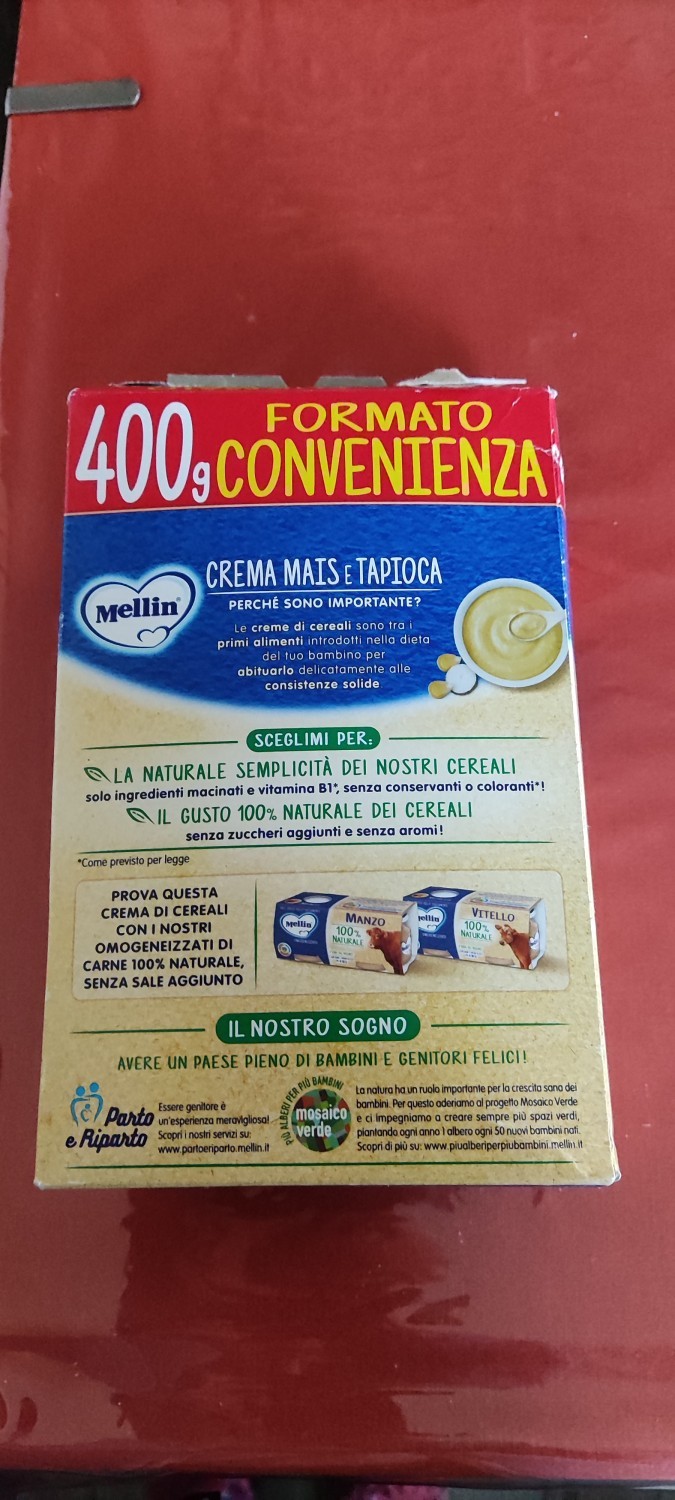 400g FORMATO
CONVENIENZA
Mellin
CREMA MAIS E TAPIOCA
PERCHÉ SONO IMPORTANTE?
Le creme di cereali sono tra i
primi alimenti introdotti nella dieta
del tuo bambino per
abituarlo delicatamente alle
consistenze solide
SCEGLIMI PER:
LA NATURALE SEMPLICITÀ DEI NOSTRI CEREALI
solo ingredienti macinati e vitamina B1*, senza conservanti o coloranti*!
IL GUSTO 100% NATURALE DEI CEREALI
senza zuccheri aggiunti e senza aromi!
*Come previsto per legge
PROVA QUESTA
CREMA DI CEREALI
CON I NOSTRI
OMOGENEIZZATI DI
CARNE 100% NATURALE,
SENZA SALE AGGIUNTO
Mellin
MANZO
100%
NATURALE
Mellin
VITELLO
100%
NATURALE
IL NOSTRO SOGNO
AVERE UN PAESE PIENO DI BAMBINI E GENITORI FELICI!
Parto
e Riparto
Essere genitore è
un'esperienza meravigliosa!
Scopri i nostri servizi su:
www.partoeriparto.mellin.it
PIÙ ALBERI PER PIÙ BAMBINI
mosaico
verde
La natura ha un ruolo importante per la crescita sana dei
bambini. Per questo aderiamo al progetto Mosaico Verde
e ci impegniamo a creare sempre più spazi verdi,
piantando ogni anno 1 albero ogni 50 nuovi bambini nati.
Scopri di più su: www.piualberiperpiubambini.mellin.it